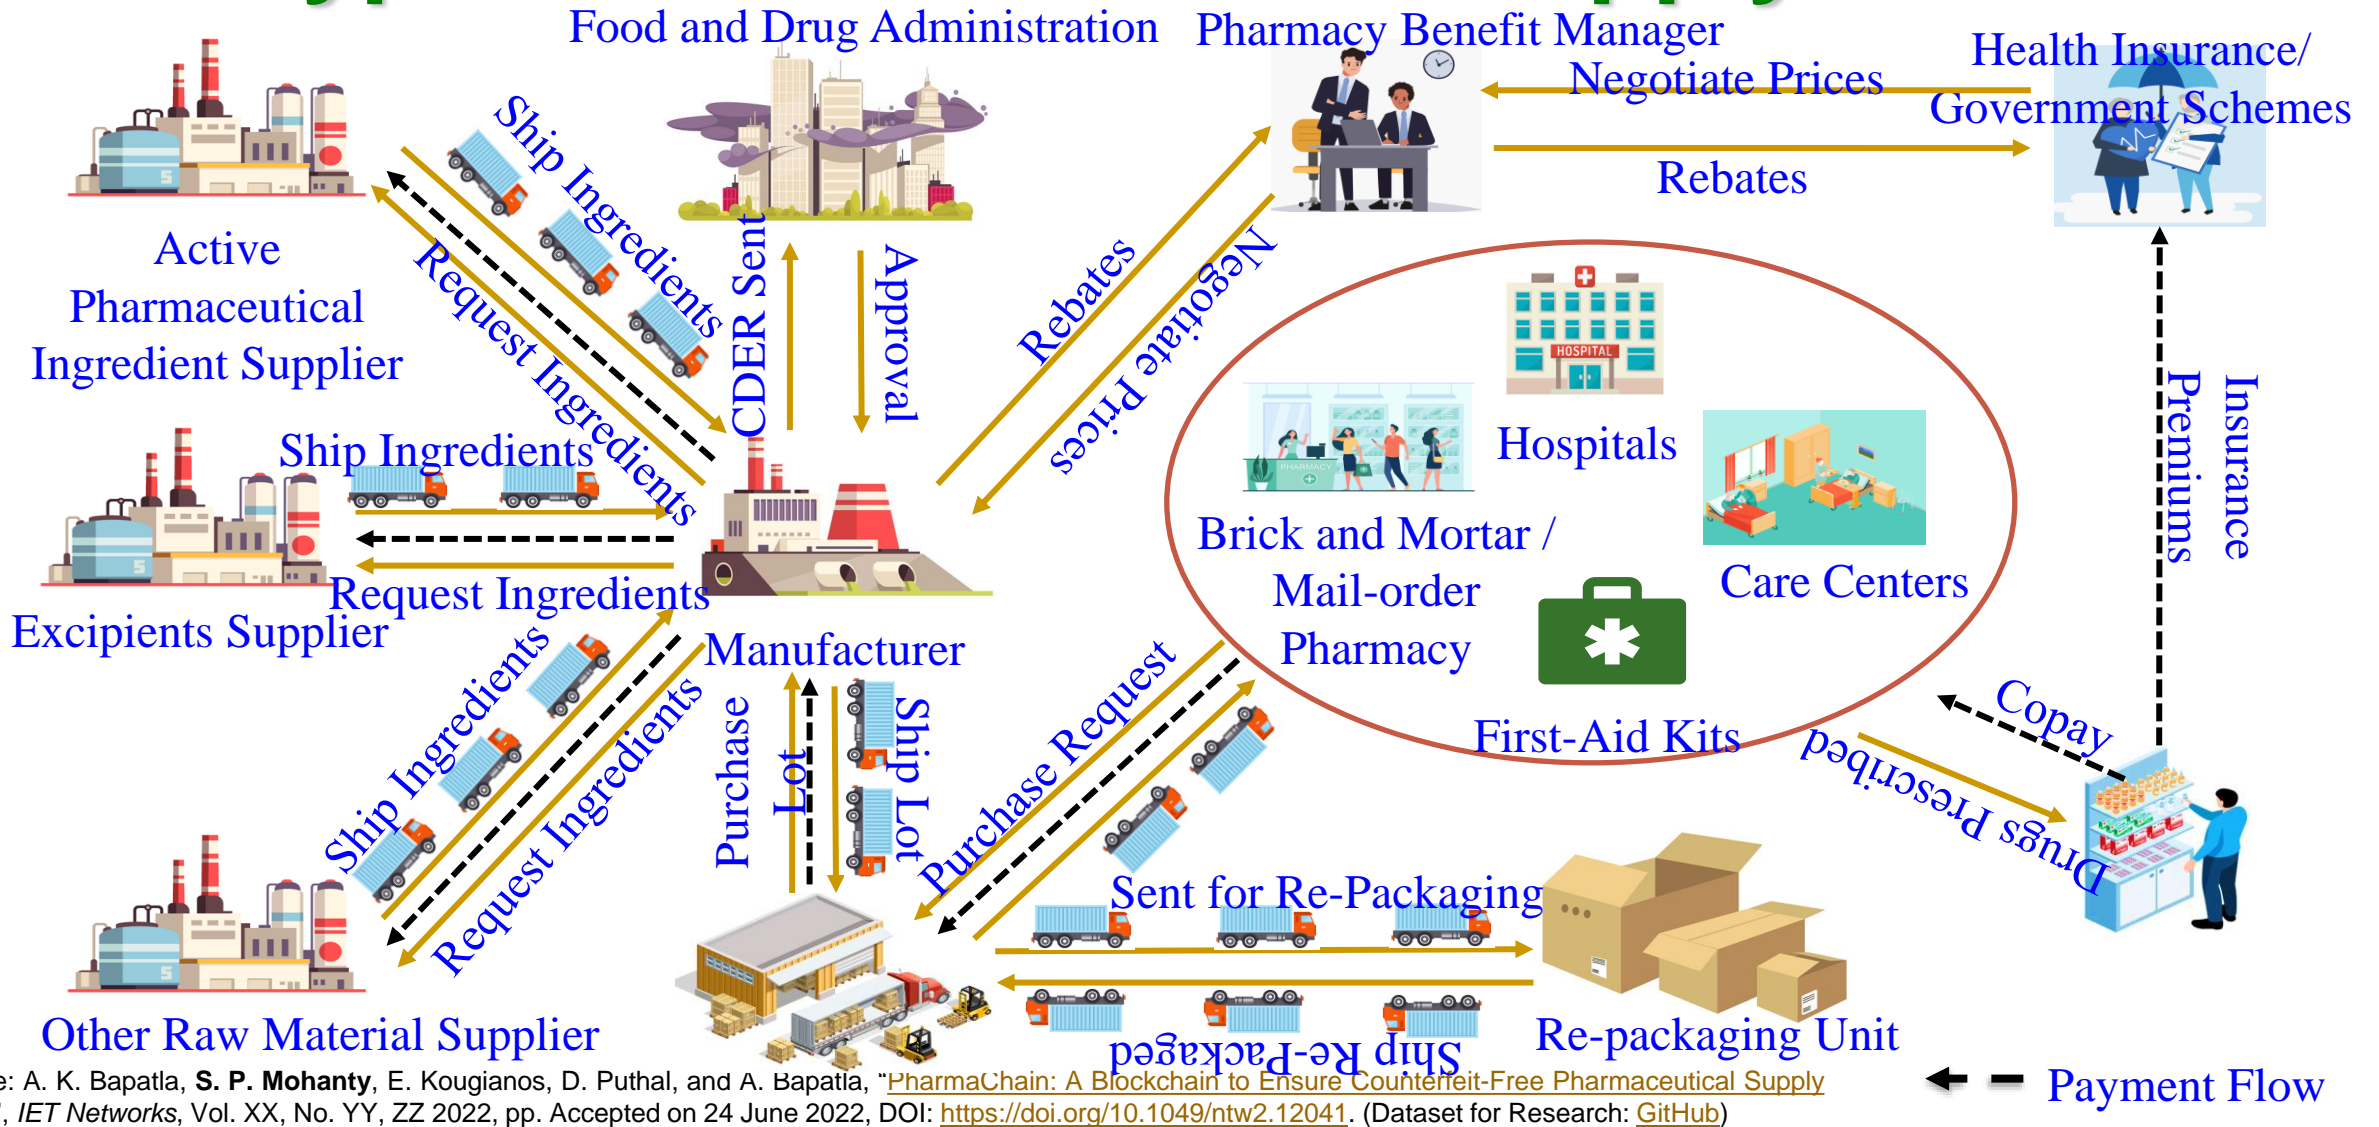 Food and Drug Administration
Pharmacy Benefit Manager
Health Insurance/
Government Schemes
Negotiate Prices
Rebates
Ship Ingredients
Request Ingredients
Active
Pharmaceutical
Ingredient Supplier
CDER Sent
Approval
Rebates
Negotiate Prices
HOSPITAL
Hospitals
PHARMACY
Brick and Mortar /
Mail-order
Pharmacy
Care Centers
First-Aid Kits
Insurance
Premiums
Ship Ingredients
Request Ingredients
Excipients Supplier
Manufacturer
Ship Ingredients
Request Ingredients
Purchase
Lot
Ship Lot
Purchase Request
Copay
Drugs Prescribed
Sent for Re-Packaging
Ship Re-Packaged
Other Raw Material Supplier
Re-packaging Unit
Payment Flow
e: A. K. Bapatla, S. P. Mohanty, E. Kougianos, D. Puthal, and A. Bapatla, "PharmaChain: A Blockchain to Ensure Counterfeit-Free Pharmaceutical Supply
", IET Networks, Vol. XX, No. YY, ZZ 2022, pp. Accepted on 24 June 2022, DOI: https://doi.org/10.1049/ntw2.12041. (Dataset for Research: GitHub)